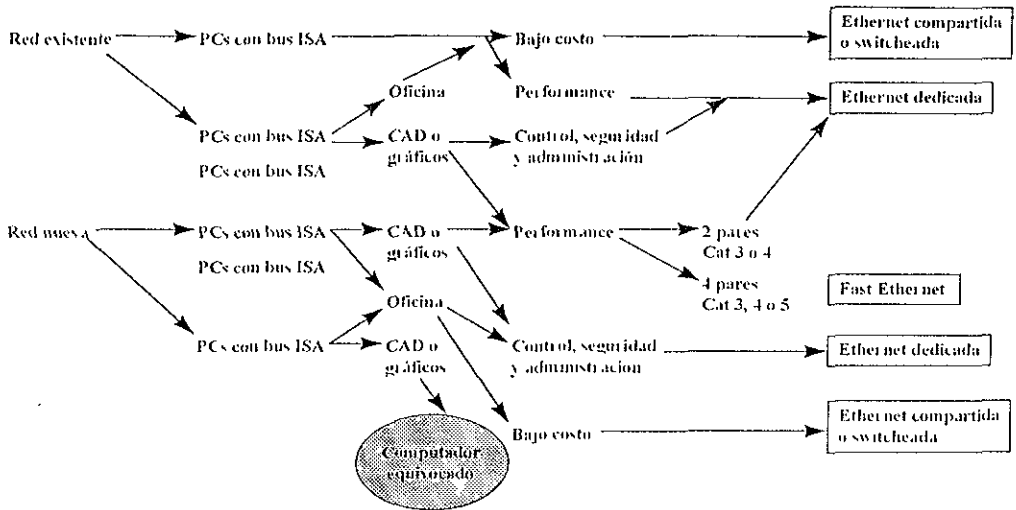 Red existente
PCs con bus ISA
Bajo costo
Ethernet compartida
o switcheada
Oficina
Performance
Ethernet dedicada
PCs con bus ISA
CAD o
gráficos
Control, seguridad
y administración
PCs con bus ISA
Red nueva
PCs con bus ISA
CAD o
gráficos
Performance
2 pares
Cat 3 o 4
PCs con bus ISA
4 pares
Cat 3, 4 o 5
Fast Ethernet
Oficina
PCs con bus ISA
CAD o
gráficos
Control, seguridad
y administración
Ethernet dedicada
Bajo costo
Ethernet compartida
o switcheada
Computador
equivocado